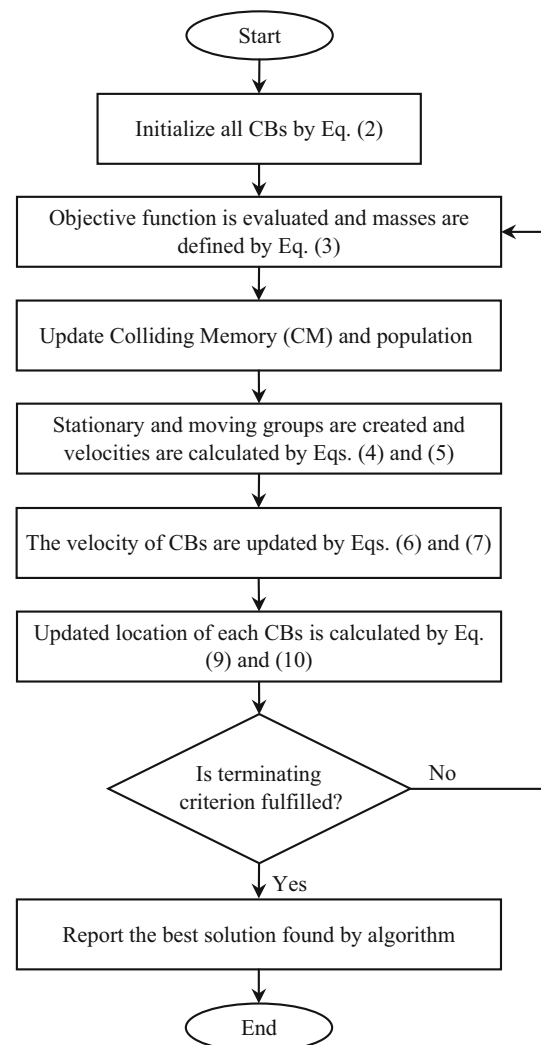 Start
Initialize all CBs by Eq. (2)
Objective function is evaluated and masses are
defined by Eq. (3)
Update Colliding Memory (CM) and population
Stationary and moving groups are created and
velocities are calculated by Eqs. (4) and (5)
The velocity of CBs are updated by Eqs. (6) and (7)
Updated location of each CBs is calculated by Eq.
(9) and (10)
Is terminating
criterion fulfilled?
No
Yes
Report the best solution found by algorithm
End